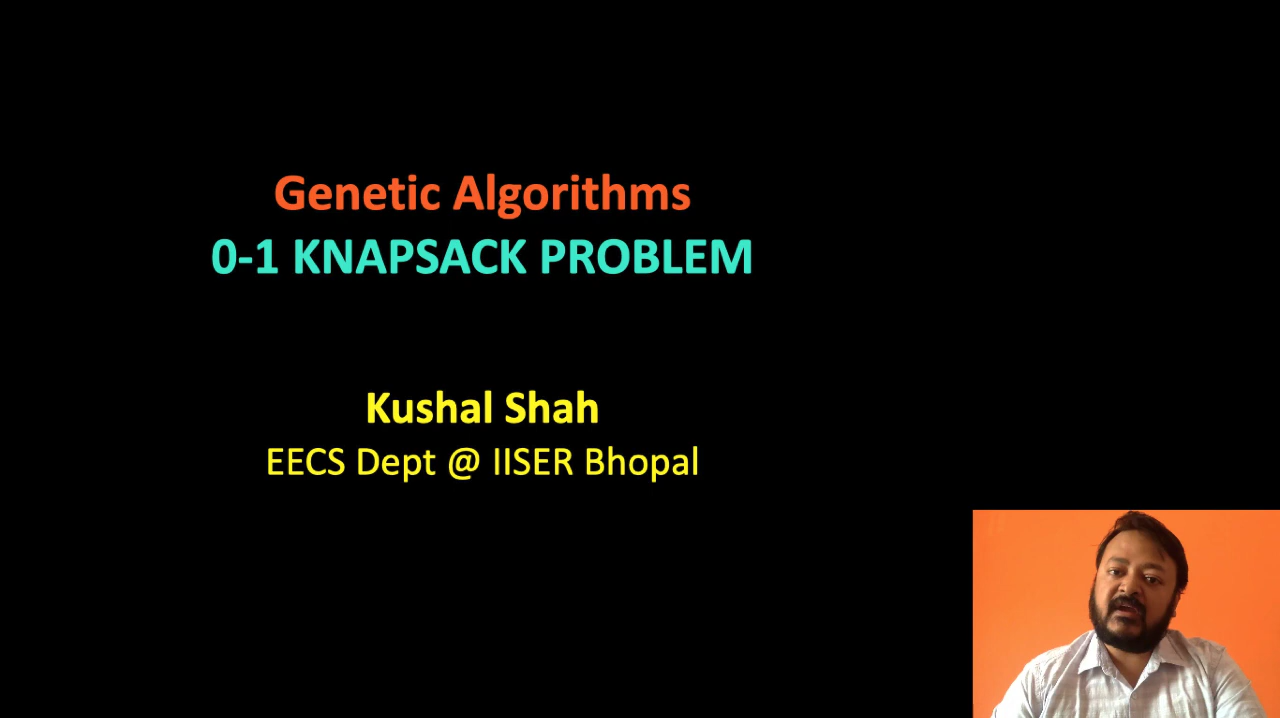 Genetic Algorithms
0-1 KNAPSACK PROBLEM
Kushal Shah
EECS Dept @ IISER Bhopal